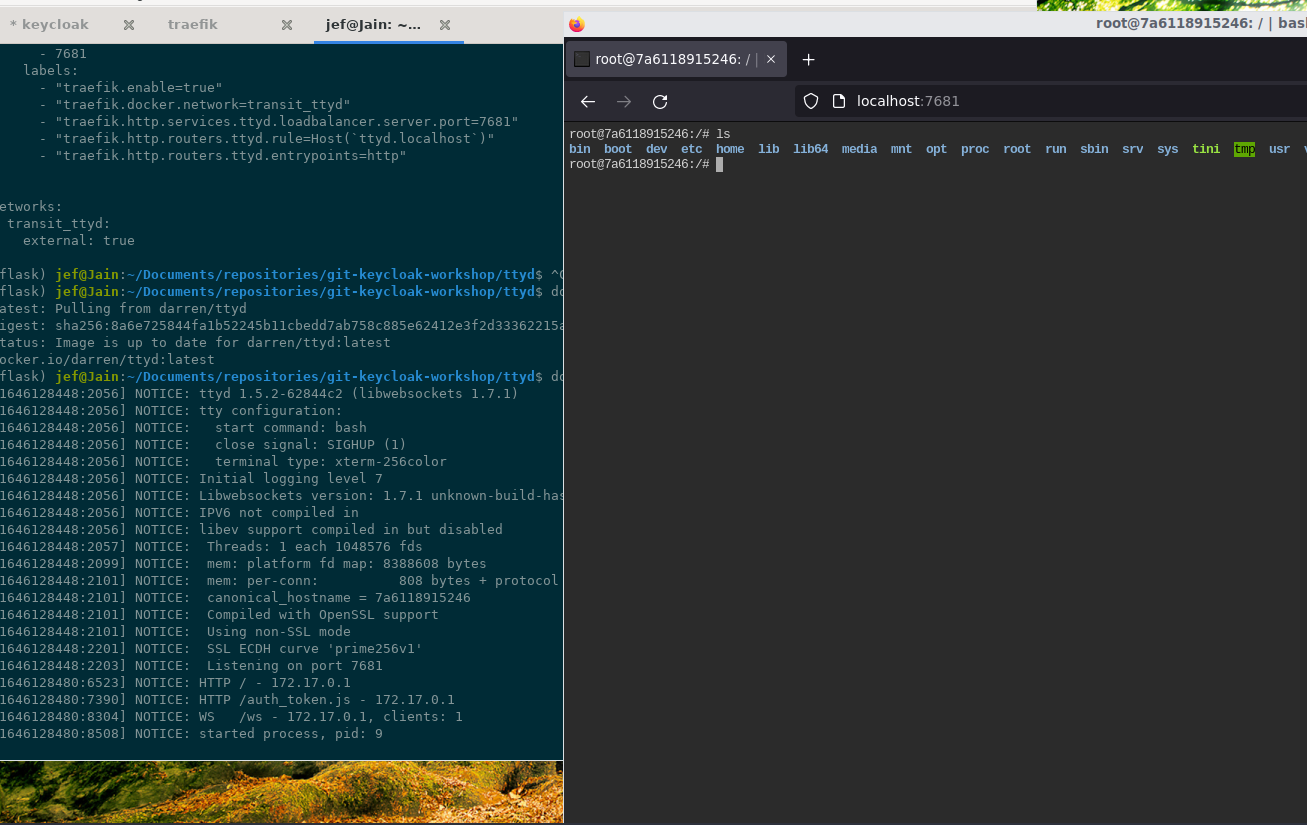 * keycloak
traefik
jef@Jain: ~...
- 7681
labels:
- "traefik.enable=true"
- "traefik.docker.network=transit_ttyd"
- "traefik.http.services.ttyd.loadbalancer.server.port=7681"
- "traefik.http.routers.ttyd.rule=Host(`ttyd.localhost`)"
- "traefik.http.routers.ttyd.entrypoints=http"
etworks:
transit_ttyd:
external: true
flask) jef@Jain:~/Documents/repositories/git-keycloak-workshop/ttyd$ ^C
flask) jef@Jain:~/Documents/repositories/git-keycloak-workshop/ttyd$ do
atest: Pulling from darren/ttyd
igest: sha256:8a6e725844fa1b52245b11cbedd7ab758c885e62412e3f2d33362215a
tatus: Image is up to date for darren/ttyd:latest
ocker.io/darren/ttyd:latest
flask) jef@Jain:~/Documents/repositories/git-keycloak-workshop/ttyd$ do
1646128448:2056] NOTICE: ttyd 1.5.2-62844c2 (libwebsockets 1.7.1)
1646128448:2056] NOTICE: tty configuration:
1646128448:2056] NOTICE:   start command: bash
1646128448:2056] NOTICE:   close signal: SIGHUP (1)
1646128448:2056] NOTICE:   terminal type: xterm-256color
1646128448:2056] NOTICE: Initial logging level 7
1646128448:2056] NOTICE: Libwebsockets version: 1.7.1 unknown-build-has
1646128448:2056] NOTICE: IPV6 not compiled in
1646128448:2056] NOTICE: libev support compiled in but disabled
1646128448:2057] NOTICE:  Threads: 1 each 1048576 fds
1646128448:2099] NOTICE:  mem: platform fd map: 8388608 bytes
1646128448:2101] NOTICE:  mem: per-conn:          808 bytes + protocol
1646128448:2101] NOTICE:  canonical_hostname = 7a6118915246
1646128448:2101] NOTICE:  Compiled with OpenSSL support
1646128448:2101] NOTICE:  Using non-SSL mode
1646128448:2201] NOTICE:  SSL ECDH curve 'prime256v1'
1646128448:2203] NOTICE:  Listening on port 7681
1646128480:6523] NOTICE: HTTP / - 172.17.0.1
1646128480:7390] NOTICE: HTTP /auth_token.js - 172.17.0.1
1646128480:8304] NOTICE: WS   /ws - 172.17.0.1, clients: 1
1646128480:8508] NOTICE: started process, pid: 9
root@7a6118915246: / | bas
root@7a6118915246: / |
localhost:7681
root@7a6118915246:/# ls
bin boot dev etc home lib lib64 media mnt opt proc root run sbin srv sys tini tmp usr
root@7a6118915246:/#